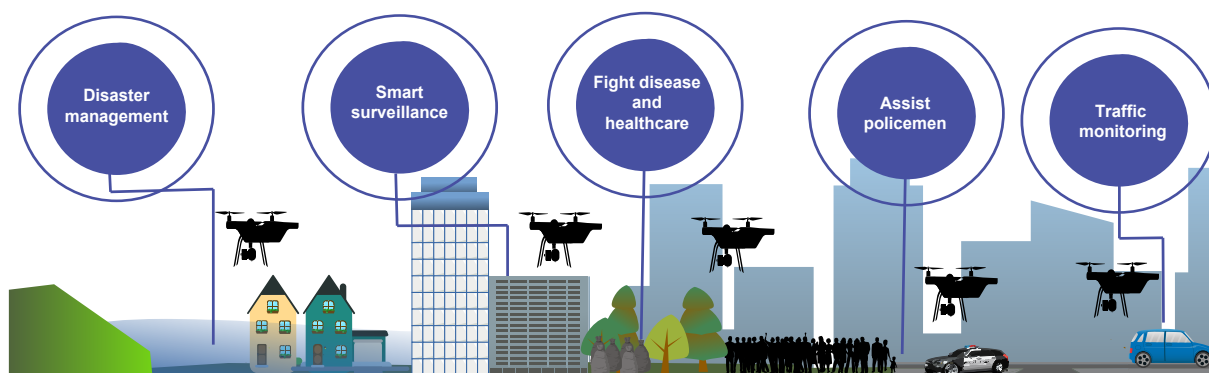 Disaster
management
Smart
surveillance
Fight disease
and
healthcare
Assist
policemen
Traffic
monitoring